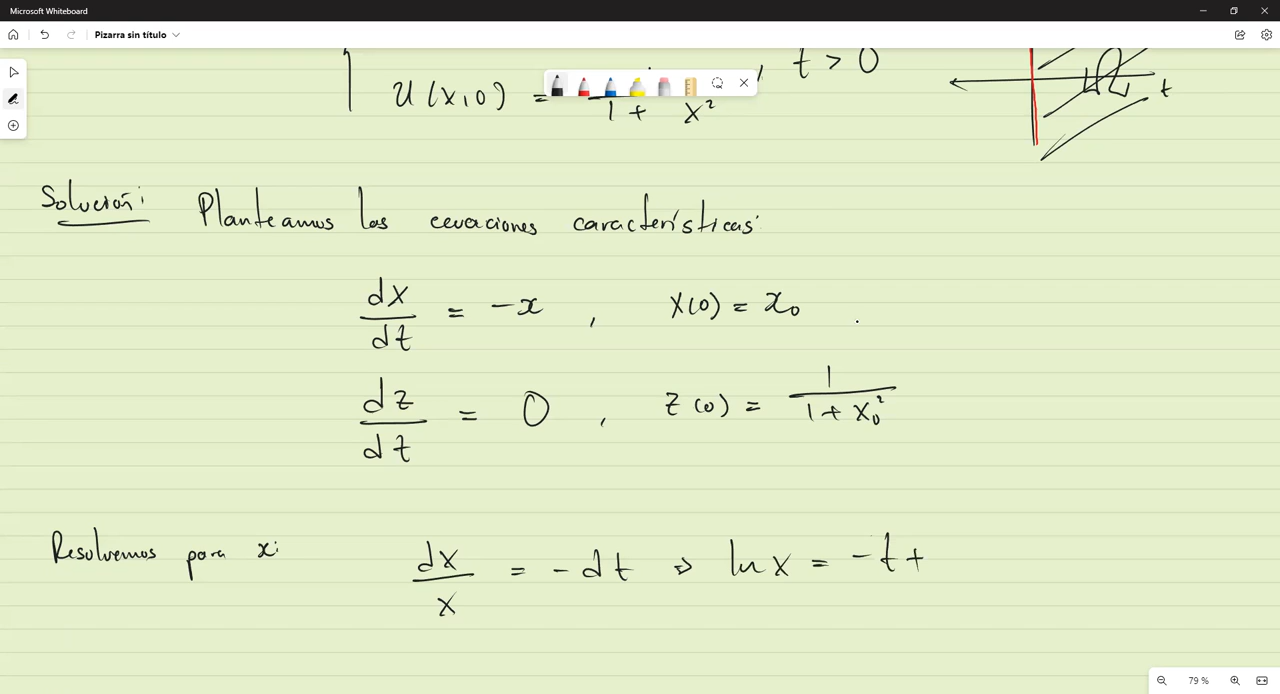 Microsoft Whiteboard
Pizarra sin título
t > 0
U(x,0) = 1 + x²
t
Solución: Planteamos las ecuaciones características:
dx/dt = -x , x(0) = x₀
dz/dt = 0 , z(0) = 1/(1 + x₀²)
Resolvemos para x: dx/x = -dt ⇒ ln x = -t +
79 %